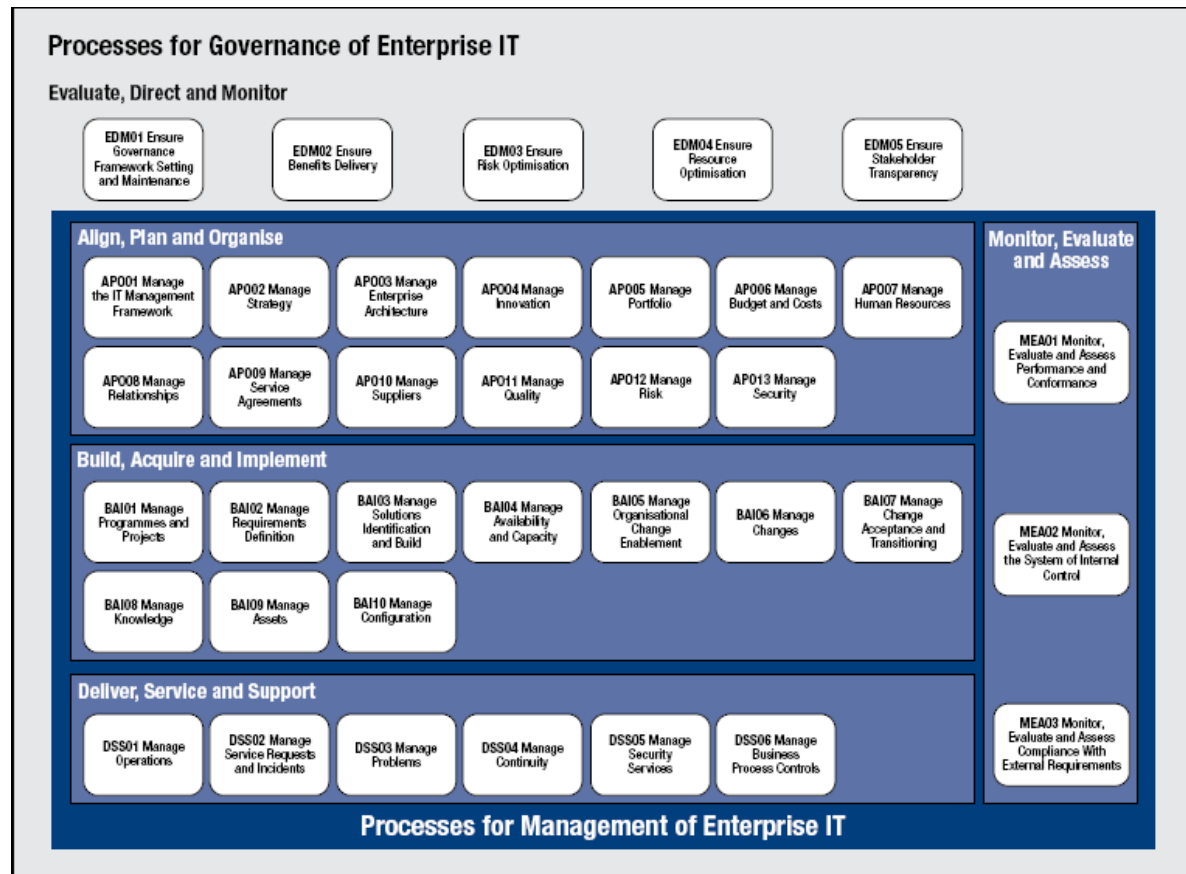 Processes for Governance of Enterprise IT
Evaluate, Direct and Monitor
EDM01 Ensure
Governance
Framework Setting
and Maintenance
EDM02 Ensure
Benefits Delivery
EDM03 Ensure
Risk Optimisation
EDM04 Ensure
Resource
Optimisation
EDM05 Ensure
Stakeholder
Transparency
Align, Plan and Organise
APO01 Manage
the IT Management
Framework
APO02 Manage
Strategy
APO03 Manage
Enterprise
Architecture
APO04 Manage
Innovation
APO05 Manage
Portfolio
APO06 Manage
Budget and Costs
APO07 Manage
Human Resources
APO08 Manage
Relationships
APO09 Manage
Service
Agreements
APO10 Manage
Suppliers
APO11 Manage
Quality
APO12 Manage
Risk
APO13 Manage
Security
Build, Acquire and Implement
BAI01 Manage
Programmes and
Projects
BAI02 Manage
Requirements
Definition
BAI03 Manage
Solutions
Identification
and Build
BAI04 Manage
Availability
and Capacity
BAI05 Manage
Organisational
Change
Enablement
BAI06 Manage
Changes
BAI07 Manage
Change
Acceptance and
Transitioning
BAI08 Manage
Knowledge
BAI09 Manage
Assets
BAI10 Manage
Configuration
Deliver, Service and Support
DSS01 Manage
Operations
DSS02 Manage
Service Requests
and Incidents
DSS03 Manage
Problems
DSS04 Manage
Continuity
DSS05 Manage
Security
Services
DSS06 Manage
Business
Process Controls
Monitor, Evaluate
and Assess
MEA01 Monitor,
Evaluate and Assess
Performance and
Conformance
MEA02 Monitor,
Evaluate and Assess
the System of Internal
Control
MEA03 Monitor,
Evaluate and Assess
Compliance With
External Requirements
Processes for Management of Enterprise IT